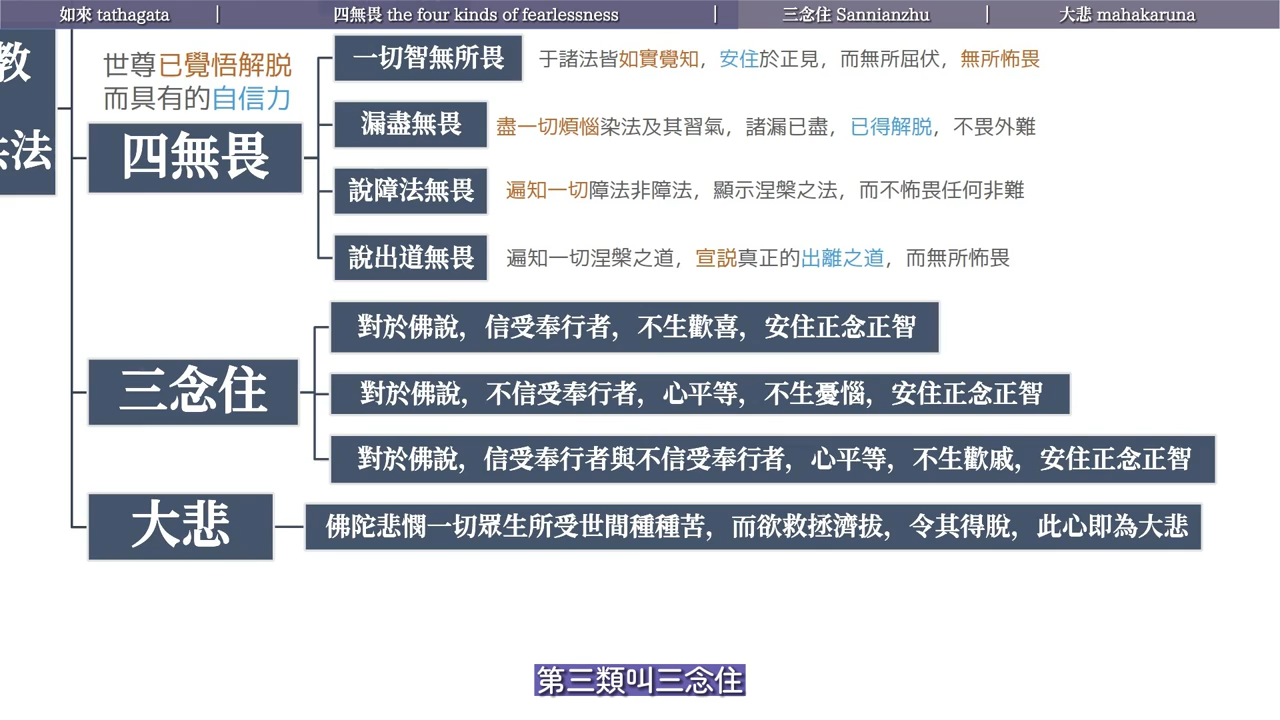 如來 tathagata | 四無畏 the four kinds of fearlessness | 三念住 Sannianzhu | 大悲 mahakaruna
教
法
世尊已覺悟解脱
而具有的自信力
四無畏
一切智無所畏
于諸法皆如實覺知，安住於正見，而無所屈伏，無所怖畏
漏盡無畏
盡一切煩惱染法及其習氣，諸漏已盡，已得解脱，不畏外難
說障法無畏
遍知一切障法非障法，顯示涅槃之法，而不怖畏任何非難
說出道無畏
遍知一切涅槃之道，宣説真正的出離之道，而無所怖畏
三念住
對於佛說，信受奉行者，不生歡喜，安住正念正智
對於佛說，不信受奉行者，心平等，不生憂惱，安住正念正智
對於佛說，信受奉行者與不信受奉行者，心平等，不生歡戚，安住正念正智
大悲
佛陀悲憫一切眾生所受世間種種苦，而欲救拯濟拔，令其得脫，此心即為大悲
第三類叫三念住